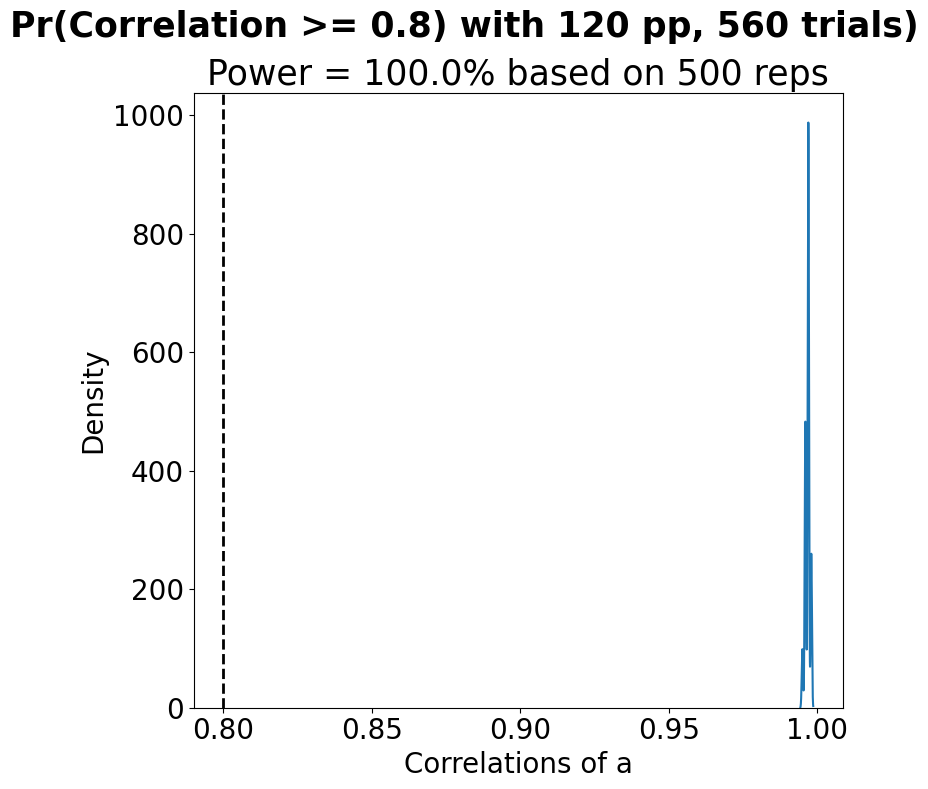 Pr(Correlation >= 0.8) with 120 pp, 560 trials)
Power = 100.0% based on 500 reps
1000
800
600
400
200
0
Density
0.80 0.85 0.90 0.95 1.00
Correlations of a